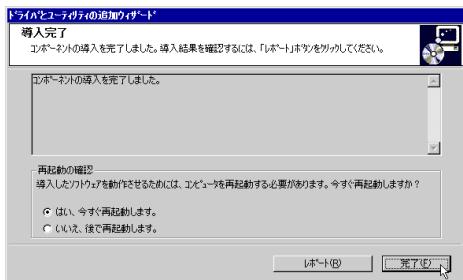 ﾄﾞﾗｲﾊﾞとﾕｰﾃｨﾘﾃｨの追加ｳｨｻﾞｰﾄﾞ
導入完了
ｺﾝﾎﾟｰﾈﾝﾄの導入を完了しました。導入結果を確認するには、「ﾚﾎﾟｰﾄ」ﾎﾞﾀﾝをｸﾘｯｸしてください。
ｺﾝﾎﾟｰﾈﾝﾄの導入を完了しました。
再起動の確認
導入したｿﾌﾄｳｪｱを動作させるためには、ｺﾝﾋﾟｭｰﾀを再起動する必要があります。今すぐ再起動しますか？
はい、今すぐ再起動します。
いいえ、後で再起動します。
ﾚﾎﾟｰﾄ(R)
完了(F)